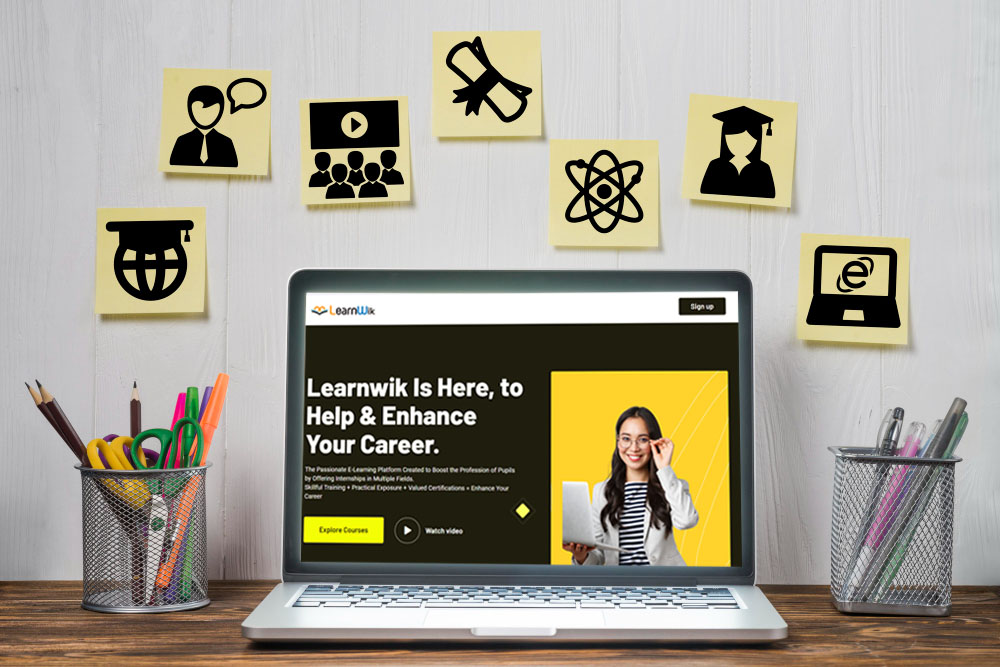 LearnWik
Sign up
Learnwik Is Here, to
Help & Enhance
Your Career.
The Passionate E-Learning Platform Created to Boost the Profession of Pupils
by Offering Internships in Multiple Fields.
Skillful Training + Practical Exposure + Valued Certifications = Enhance Your
Career
Explore Courses
Watch video